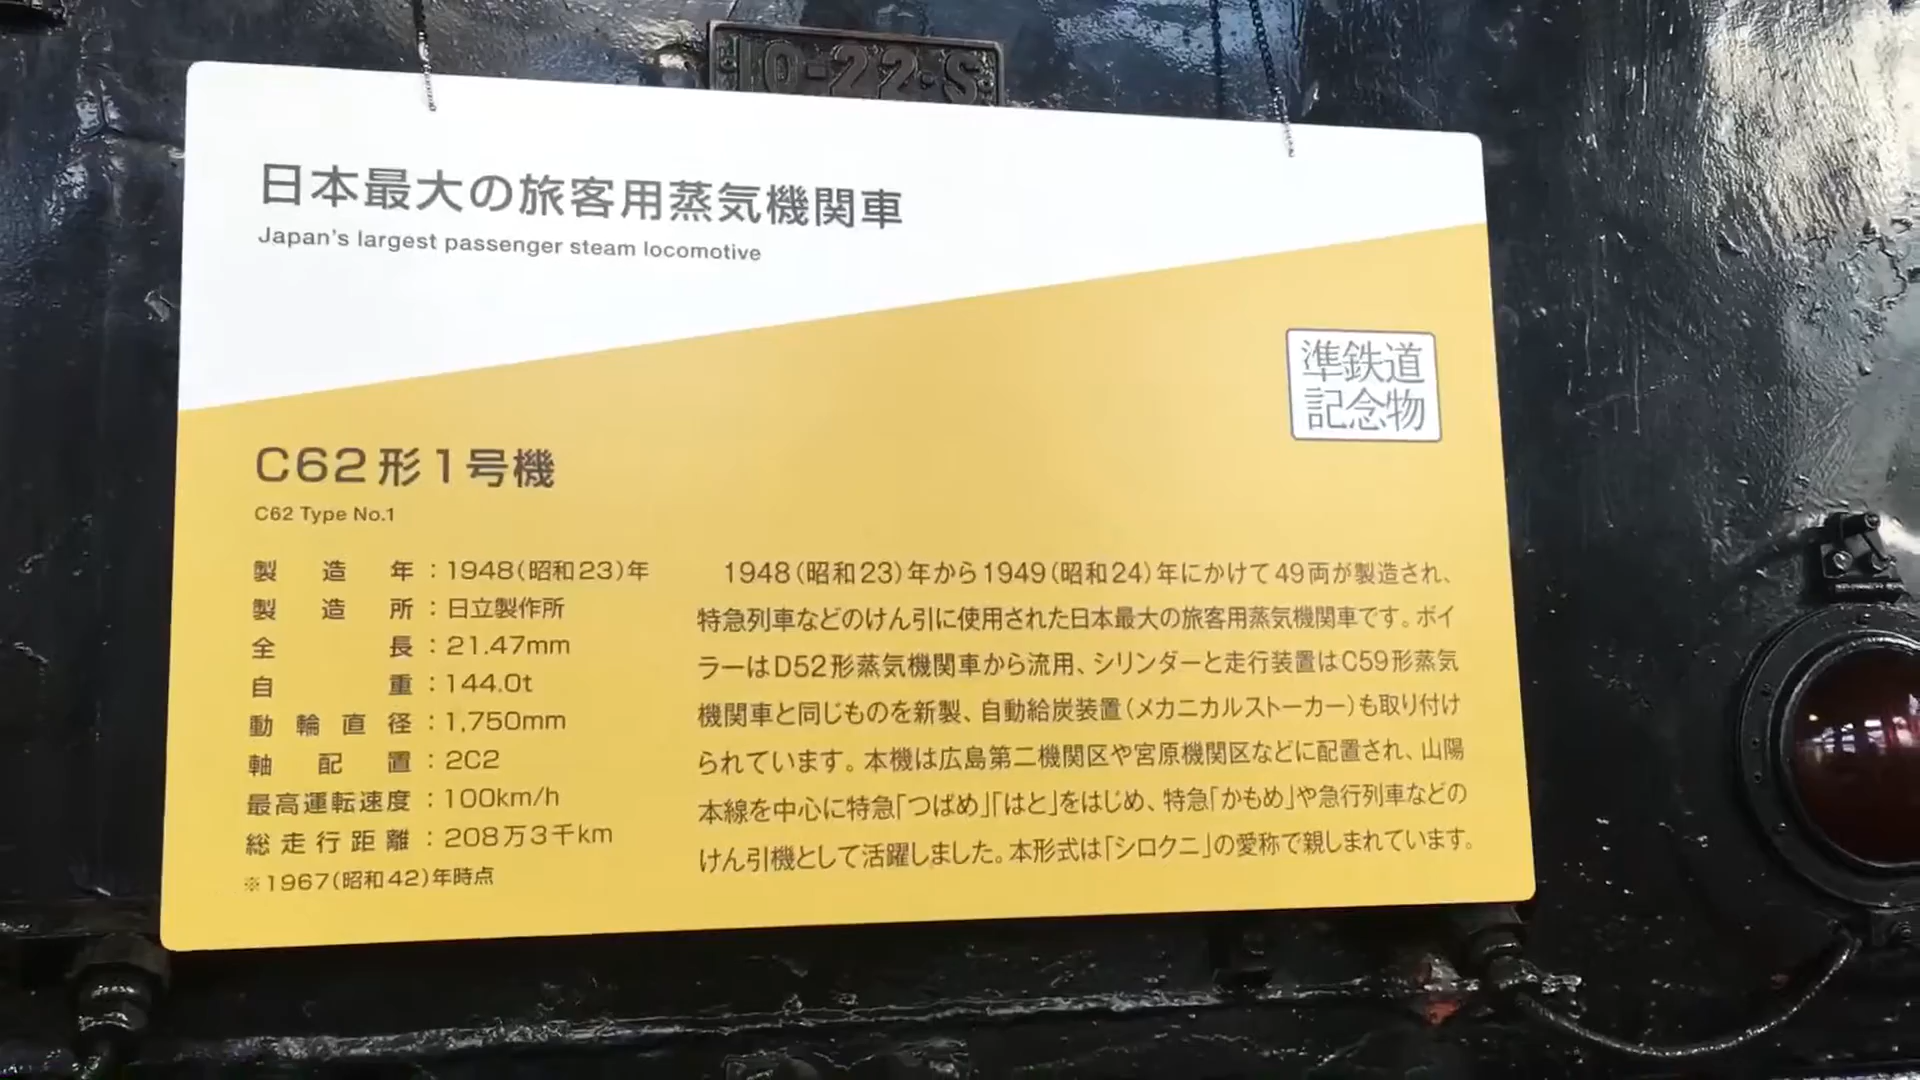 10-22-S
日本最大の旅客用蒸気機関車
Japan's largest passenger steam locomotive
準鉄道
記念物
C62形1号機
C62 Type No.1
製造年：1948(昭和23)年
製造所：日立製作所
全長：21.47mm
自重：144.0t
動輪直径：1,750mm
軸配置：2C2
最高運転速度：100km/h
総走行距離：208万3千km
※1967(昭和42)年時点
1948(昭和23)年から1949(昭和24)年にかけて49両が製造され、
特急列車などのけん引に使用された日本最大の旅客用蒸気機関車です。ボイ
ラーはD52形蒸気機関車から流用、シリンダーと走行装置はC59形蒸気
機関車と同じものを新製、自動給炭装置(メカニカルストーカー)も取り付け
られています。本機は広島第二機関区や宮原機関区などに配置され、山陽
本線を中心に特急「つばめ」「はと」をはじめ、特急「かもめ」や急行列車などの
けん引機として活躍しました。本形式は「シロクニ」の愛称で親しまれています。